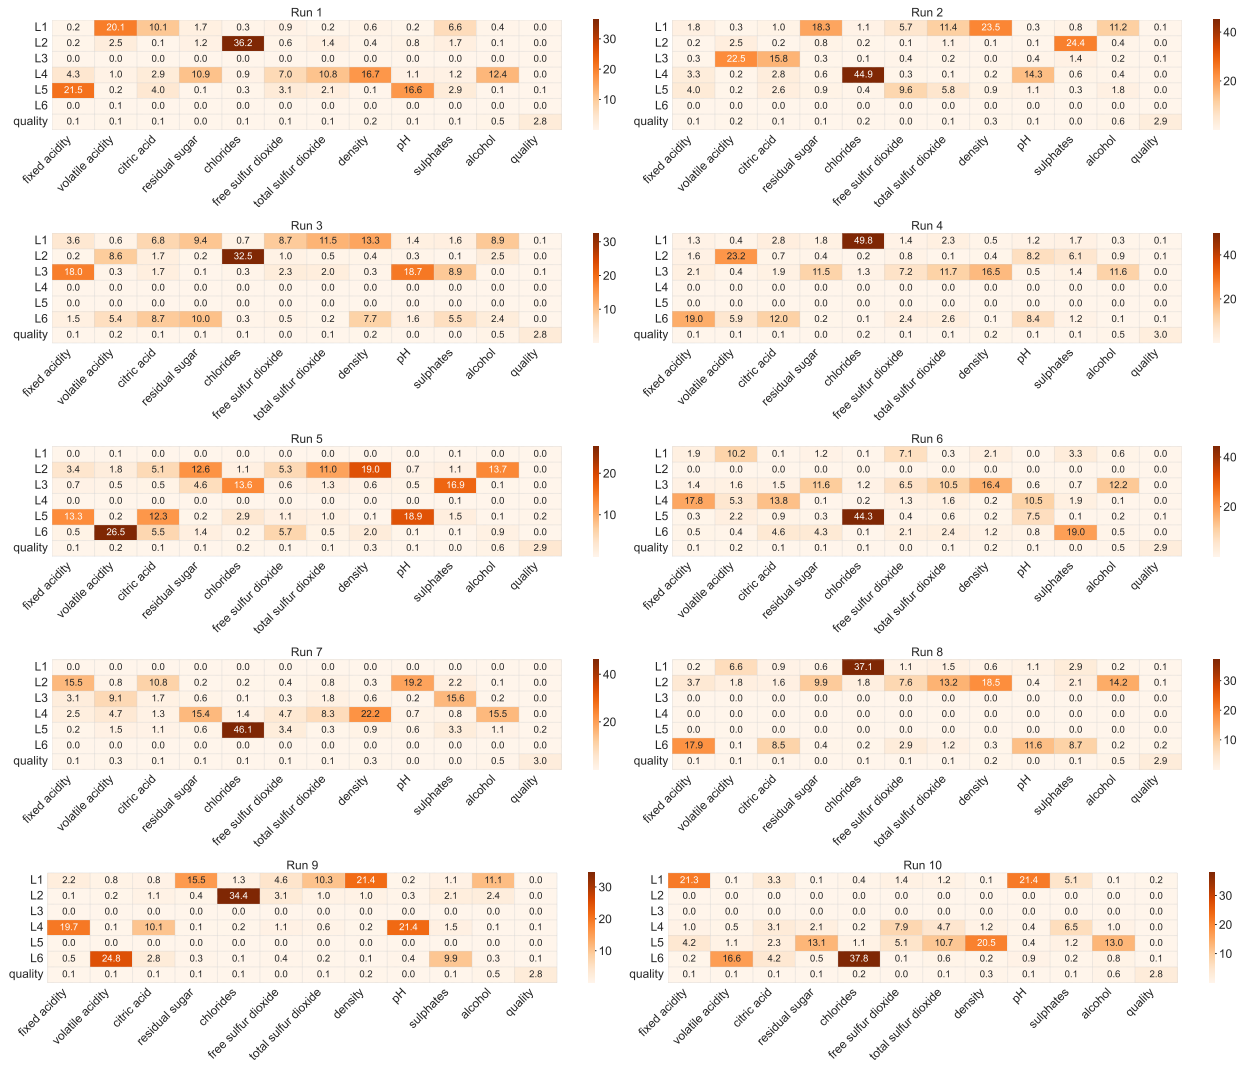 Run 1
L1 0.2 20.1 10.1 1.7 0.3 0.9 0.2 0.6 0.2 6.6 0.4 0.0
L2 0.2 2.5 0.1 1.2 36.2 0.6 1.4 0.4 0.8 1.7 0.1 0.0
L3 0.0 0.0 0.0 0.0 0.0 0.0 0.0 0.0 0.0 0.0 0.0 0.0
L4 4.3 1.0 2.9 10.9 0.9 7.0 10.8 16.7 1.1 1.2 12.4 0.0
L5 21.5 0.2 4.0 0.1 0.3 3.1 2.1 0.1 16.6 2.9 0.1 0.1
L6 0.0 0.1 0.0 0.0 0.0 0.0 0.0 0.0 0.0 0.0 0.0 0.0
quality 0.1 0.1 0.1 0.0 0.1 0.1 0.1 0.2 0.1 0.1 0.5 2.8
fixed acidity
volatile acidity
citric acid
residual sugar
chlorides
free sulfur dioxide
total sulfur dioxide
density
pH
sulphates
alcohol
quality
30
20
10
Run 2
L1 1.8 0.3 1.0 18.3 1.1 5.7 11.4 23.5 0.3 0.8 11.2 0.1
L2 0.2 2.5 0.2 0.8 0.2 0.1 1.1 0.1 0.1 24.4 0.4 0.0
L3 0.3 22.5 15.8 0.3 0.1 0.4 0.2 0.0 0.4 1.4 0.2 0.1
L4 3.3 0.2 2.8 0.6 44.9 0.3 0.1 0.2 14.3 0.6 0.4 0.0
L5 4.0 0.2 2.6 0.9 0.4 9.6 5.8 0.9 1.1 0.3 1.8 0.0
L6 0.0 0.0 0.0 0.0 0.0 0.0 0.0 0.0 0.0 0.0 0.0 0.0
quality 0.1 0.2 0.1 0.1 0.1 0.1 0.0 0.3 0.1 0.0 0.6 2.9
fixed acidity
volatile acidity
citric acid
residual sugar
chlorides
free sulfur dioxide
total sulfur dioxide
density
pH
sulphates
alcohol
quality
40
20
Run 3
L1 3.6 0.6 6.8 9.4 0.7 8.7 11.5 13.3 1.4 1.6 8.9 0.1
L2 0.2 8.6 1.7 0.2 32.5 1.0 0.5 0.4 0.3 0.1 2.5 0.0
L3 18.0 0.3 1.7 0.1 0.3 2.3 2.0 0.3 18.7 8.9 0.0 0.1
L4 0.0 0.0 0.0 0.0 0.0 0.0 0.0 0.0 0.0 0.0 0.0 0.0
L5 0.0 0.0 0.0 0.0 0.0 0.0 0.0 0.0 0.0 0.0 0.0 0.0
L6 1.5 5.4 8.7 10.0 0.3 0.5 0.2 7.7 1.6 5.5 2.4 0.0
quality 0.1 0.2 0.1 0.1 0.1 0.1 0.1 0.2 0.0 0.0 0.5 2.8
fixed acidity
volatile acidity
citric acid
residual sugar
chlorides
free sulfur dioxide
total sulfur dioxide
density
pH
sulphates
alcohol
quality
30
20
10
Run 4
L1 1.3 0.4 2.8 1.8 49.8 1.4 2.3 0.5 1.2 1.7 0.3 0.1
L2 1.6 23.2 0.7 0.4 0.2 0.8 0.1 0.4 8.2 6.1 0.9 0.1
L3 2.1 0.4 1.9 11.5 1.3 7.2 11.7 16.5 0.5 1.4 11.6 0.0
L4 0.0 0.0 0.0 0.0 0.0 0.0 0.0 0.0 0.0 0.0 0.0 0.0
L5 0.0 0.0 0.0 0.0 0.0 0.0 0.0 0.0 0.0 0.0 0.0 0.0
L6 19.0 5.9 12.0 0.2 0.1 2.4 2.6 0.1 8.4 1.2 0.1 0.1
quality 0.1 0.1 0.1 0.0 0.1 0.1 0.1 0.2 0.1 0.0 0.5 3.0
fixed acidity
volatile acidity
citric acid
residual sugar
chlorides
free sulfur dioxide
total sulfur dioxide
density
pH
sulphates
alcohol
quality
40
20
Run 5
L1 0.0 0.1 0.0 0.0 0.0 0.0 0.0 0.0 0.0 0.1 0.0 0.0
L2 3.4 1.8 5.1 12.6 1.1 5.3 11.0 19.0 0.7 1.1 13.7 0.0
L3 0.7 0.5 0.5 4.6 13.6 0.6 1.3 0.6 0.5 16.9 0.1 0.0
L4 0.0 0.0 0.0 0.0 0.0 0.0 0.0 0.0 0.0 0.1 0.0 0.0
L5 13.3 0.2 12.3 0.2 2.9 1.1 1.0 0.1 18.9 1.5 0.1 0.2
L6 0.5 26.5 5.5 1.4 0.2 5.7 0.5 2.0 0.1 0.1 0.9 0.0
quality 0.1 0.2 0.1 0.1 0.2 0.1 0.1 0.3 0.1 0.0 0.6 2.9
fixed acidity
volatile acidity
citric acid
residual sugar
chlorides
free sulfur dioxide
total sulfur dioxide
density
pH
sulphates
alcohol
quality
20
10
Run 6
L1 1.9 10.2 0.1 1.2 0.1 7.1 0.3 2.1 0.6 3.3 0.6 0.0
L2 0.0 0.0 0.0 0.0 0.0 0.0 0.0 0.0 0.0 0.0 0.0 0.0
L3 1.4 1.6 1.5 11.6 1.2 6.5 10.5 16.4 0.6 0.7 12.2 0.0
L4 17.8 5.3 13.8 0.2 0.2 1.3 1.6 0.2 10.5 1.9 0.1 0.1
L5 0.3 2.2 0.9 0.3 44.3 0.4 0.6 0.2 7.5 0.1 0.2 0.1
L6 0.5 0.4 4.6 4.3 0.1 2.1 2.4 1.2 0.8 19.0 0.5 0.0
quality 0.1 0.2 0.1 0.1 0.1 0.1 0.1 0.2 0.1 0.0 0.5 2.9
fixed acidity
volatile acidity
citric acid
residual sugar
chlorides
free sulfur dioxide
total sulfur dioxide
density
pH
sulphates
alcohol
quality
40
20
Run 7
L1 0.0 0.0 0.0 0.0 0.0 0.0 0.0 0.0 0.0 0.0 0.0 0.0
L2 15.5 0.8 10.8 0.2 0.2 0.4 0.8 0.3 19.2 2.2 0.1 0.1
L3 3.1 9.1 1.7 0.6 0.1 0.3 1.8 0.6 0.2 15.6 0.2 0.0
L4 2.5 4.7 1.3 15.4 1.4 4.7 8.3 22.2 0.7 0.8 15.5 0.0
L5 0.2 1.5 1.1 0.6 46.1 3.4 0.3 0.9 0.6 3.3 1.1 0.2
L6 0.0 0.0 0.0 0.0 0.0 0.0 0.0 0.0 0.0 0.0 0.0 0.0
quality 0.1 0.3 0.1 0.1 0.1 0.1 0.1 0.3 0.0 0.0 0.5 3.0
fixed acidity
volatile acidity
citric acid
residual sugar
chlorides
free sulfur dioxide
total sulfur dioxide
density
pH
sulphates
alcohol
quality
40
20
Run 8
L1 0.2 6.6 0.9 0.6 37.1 1.1 1.5 0.6 1.1 2.9 0.2 0.1
L2 3.7 1.8 1.6 9.9 1.8 7.6 13.2 18.5 0.4 2.1 14.2 0.0
L3 0.0 0.0 0.0 0.0 0.0 0.0 0.0 0.0 0.0 0.0 0.0 0.0
L4 0.0 0.0 0.0 0.0 0.0 0.0 0.0 0.0 0.0 0.0 0.0 0.0
L5 0.0 0.0 0.0 0.0 0.0 0.0 0.0 0.0 0.0 0.0 0.0 0.0
L6 17.9 0.1 8.5 0.4 0.2 2.9 1.2 0.3 11.6 8.7 0.2 0.2
quality 0.1 0.1 0.1 0.0 0.1 0.1 0.1 0.2 0.0 0.1 0.5 2.9
fixed acidity
volatile acidity
citric acid
residual sugar
chlorides
free sulfur dioxide
total sulfur dioxide
density
pH
sulphates
alcohol
quality
30
20
10
Run 9
L1 2.2 0.8 0.8 15.5 1.3 4.6 10.3 21.4 0.2 1.1 11.1 0.0
L2 0.1 0.2 1.1 0.4 34.4 3.1 1.0 1.0 0.3 2.1 2.4 0.0
L3 0.0 0.0 0.0 0.0 0.0 0.0 0.0 0.0 0.0 0.0 0.0 0.0
L4 19.7 0.1 10.1 0.1 0.2 1.1 0.6 0.2 21.4 1.5 0.1 0.1
L5 0.0 0.0 0.0 0.0 0.0 0.0 0.0 0.0 0.0 0.0 0.0 0.0
L6 0.5 24.8 2.8 0.3 0.1 0.4 0.2 0.1 0.4 9.9 0.3 0.1
quality 0.1 0.1 0.1 0.1 0.1 0.0 0.1 0.2 0.1 0.0 0.5 2.8
fixed acidity
volatile acidity
citric acid
residual sugar
chlorides
free sulfur dioxide
total sulfur dioxide
density
pH
sulphates
alcohol
quality
30
20
10
Run 10
L1 21.3 0.1 3.3 0.1 0.4 1.4 1.2 0.1 21.4 5.1 0.1 0.2
L2 0.0 0.0 0.0 0.0 0.0 0.0 0.0 0.0 0.0 0.0 0.0 0.0
L3 0.0 0.0 0.0 0.0 0.0 0.0 0.0 0.0 0.0 0.0 0.0 0.0
L4 1.0 0.5 3.1 2.1 0.2 7.9 4.7 1.2 0.4 6.5 1.0 0.0
L5 4.2 1.1 2.3 13.1 1.1 5.1 10.7 20.5 0.4 1.2 13.0 0.0
L6 0.2 16.6 4.2 0.5 37.8 0.1 0.6 0.2 0.9 0.2 0.8 0.1
quality 0.1 0.1 0.1 0.1 0.2 0.0 0.1 0.3 0.1 0.1 0.6 2.8
fixed acidity
volatile acidity
citric acid
residual sugar
chlorides
free sulfur dioxide
total sulfur dioxide
density
pH
sulphates
alcohol
quality
30
20
10